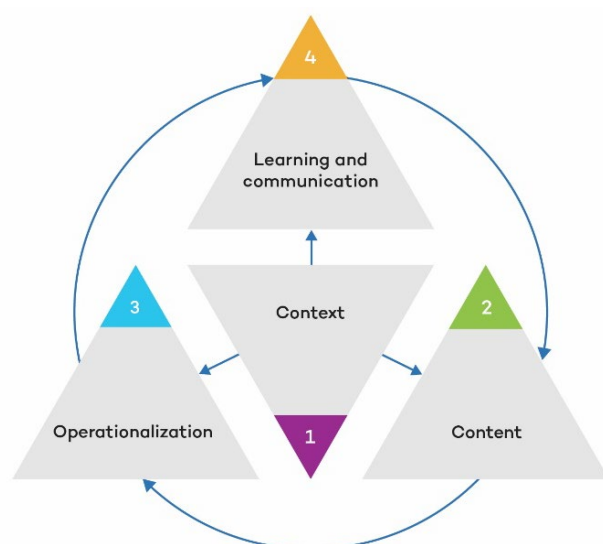 4
Learning and
communication
3
Context
2
Operationalization
1
Content